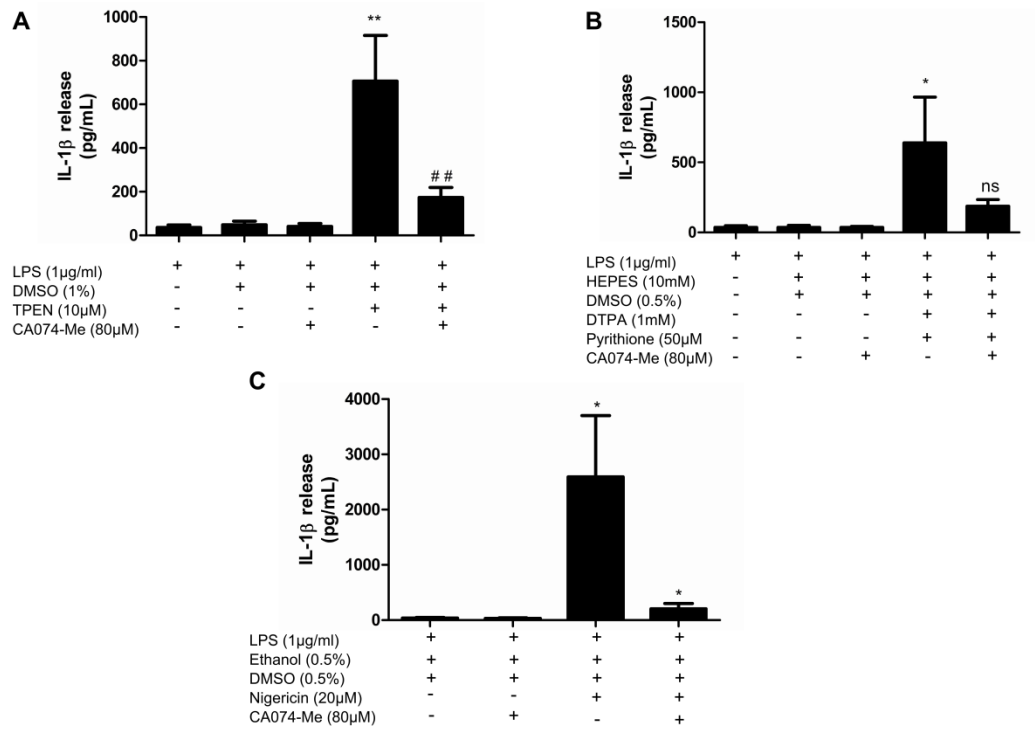 A
IL-1β release
(pg/mL)
1000
800
600
400
200
0
**
# #
LPS (1µg/ml) + + + + +
DMSO (1%) - + + + +
TPEN (10µM) - - - + +
CA074-Me (80µM) - - + - +
B
IL-1β release
(pg/mL)
1500
1000
500
0
*
ns
LPS (1µg/ml) + + + + +
HEPES (10mM) - + + + +
DMSO (0.5%) - + + + +
DTPA (1mM) - - - + +
Pyrithione (50µM - - - + +
CA074-Me (80µM) - - + - +
C
IL-1β release
(pg/mL)
4000
3000
2000
1000
0
*
*
LPS (1µg/ml) + + + +
Ethanol (0.5%) + + + +
DMSO (0.5%) + + + +
Nigericin (20µM) - - + +
CA074-Me (80µM) - + - +